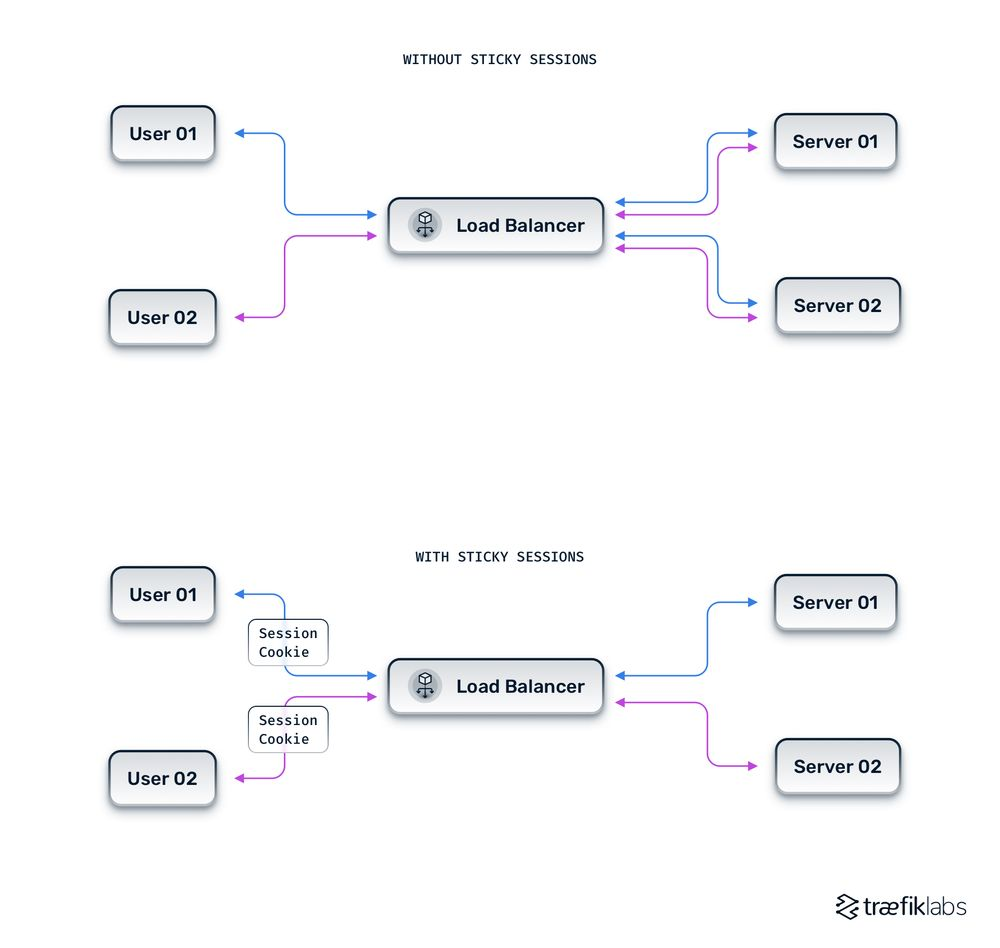 WITHOUT STICKY SESSIONS
User 01
Server 01
Load Balancer
User 02
Server 02
WITH STICKY SESSIONS
User 01
Server 01
Session
Cookie
Load Balancer
Session
Cookie
User 02
Server 02
træfiklabs